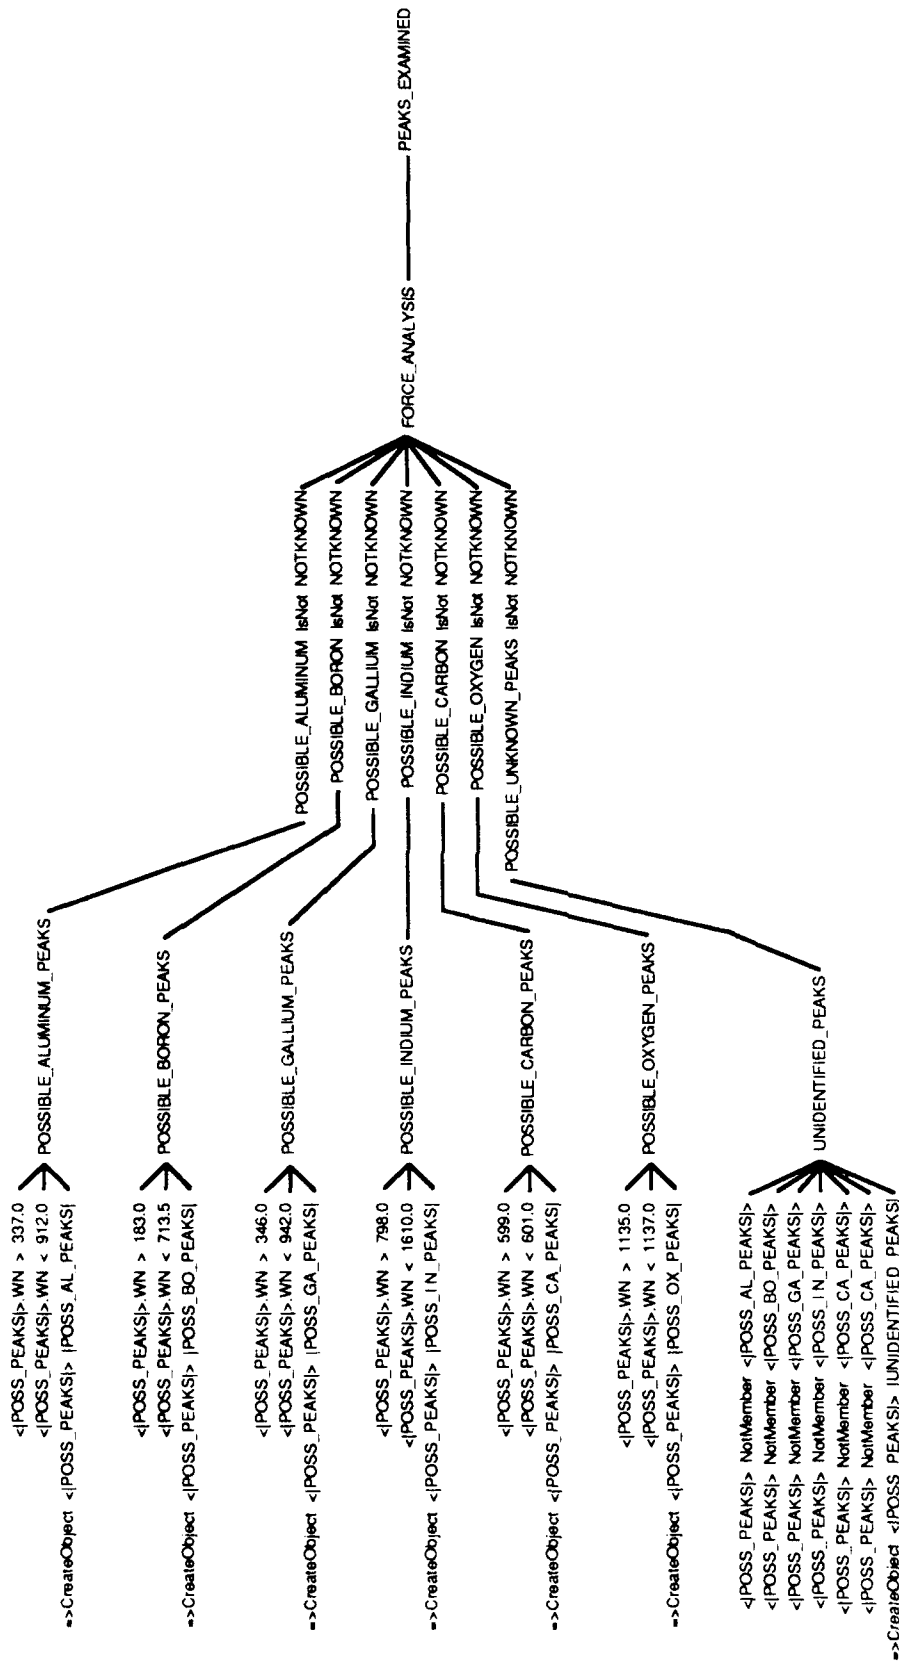 <|POSS_PEAKS|>.WN > 337.0
<|POSS_PEAKS|>.WN < 912.0
=>CreateObject <|POSS_PEAKS|> |POSS_AL_PEAKS|
POSSIBLE_ALUMINUM_PEAKS
<|POSS_PEAKS|>.WN > 183.0
<|POSS_PEAKS|>.WN < 713.5
=>CreateObject <|POSS_PEAKS|> |POSS_BO_PEAKS|
POSSIBLE_BORON_PEAKS
<|POSS_PEAKS|>.WN > 346.0
<|POSS_PEAKS|>.WN < 942.0
=>CreateObject <|POSS_PEAKS|> |POSS_GA_PEAKS|
POSSIBLE_GALLIUM_PEAKS
<|POSS_PEAKS|>.WN > 798.0
<|POSS_PEAKS|>.WN < 1610.0
=>CreateObject <|POSS_PEAKS|> |POSS_IN_PEAKS|
POSSIBLE_INDIUM_PEAKS
<|POSS_PEAKS|>.WN > 599.0
<|POSS_PEAKS|>.WN < 601.0
=>CreateObject <|POSS_PEAKS|> |POSS_CA_PEAKS|
POSSIBLE_CARBON_PEAKS
<|POSS_PEAKS|>.WN > 1135.0
<|POSS_PEAKS|>.WN < 1137.0
=>CreateObject <|POSS_PEAKS|> |POSS_OX_PEAKS|
POSSIBLE_OXYGEN_PEAKS
<|POSS_PEAKS|> NotMember <|POSS_AL_PEAKS|>
<|POSS_PEAKS|> NotMember <|POSS_BO_PEAKS|>
<|POSS_PEAKS|> NotMember <|POSS_GA_PEAKS|>
<|POSS_PEAKS|> NotMember <|POSS_IN_PEAKS|>
<|POSS_PEAKS|> NotMember <|POSS_CA_PEAKS|>
<|POSS_PEAKS|> NotMember <|POSS_CA_PEAKS|>
=>CreateObject <|POSS_PEAKS|> |UNIDENTIFIED_PEAKS|
UNIDENTIFIED_PEAKS
POSSIBLE_ALUMINUM IsNot NOTKNOWN
POSSIBLE_BORON IsNot NOTKNOWN
POSSIBLE_GALLIUM IsNot NOTKNOWN
POSSIBLE_INDIUM IsNot NOTKNOWN
POSSIBLE_CARBON IsNot NOTKNOWN
POSSIBLE_OXYGEN IsNot NOTKNOWN
POSSIBLE_UNKNOWN_PEAKS IsNot NOTKNOWN
FORCE_ANALYSIS
PEAKS_EXAMINED